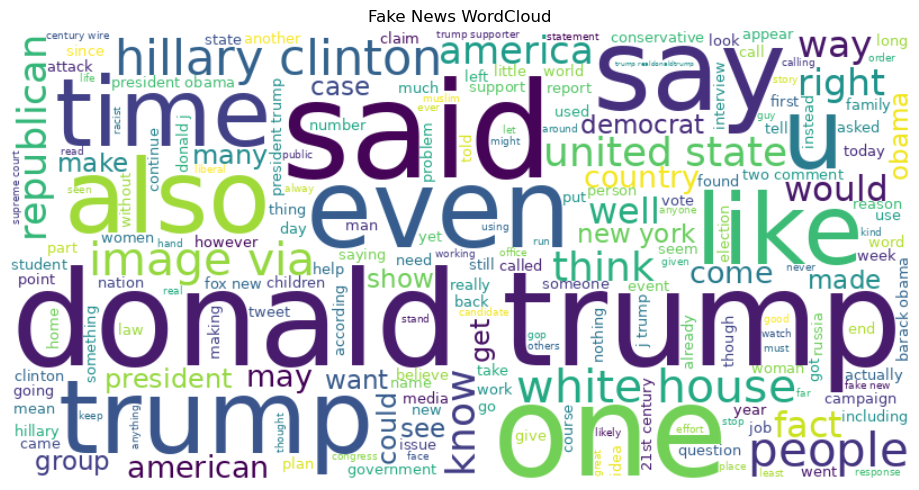 Fake News WordCloud
century wire
state
another
claim
trump supporter
statement
conservative
look
appear
long
since
hillary clinton
america
call
calling
order
attack
case
much
left
little
world
trump realdonaldtrump
way
life
president obama
support
report
say
story
right
republican
time
said
used
interview
first
guy
family
racist
donald j
number
president trump
ever
muslim
democrat
tell
instead
asked
u
obama
read
make
many
continue
public
problem
told
let
might
around
united state
today
supreme court
seen
liberal
alway
country
found
two comment
without
also
even
put
person
vote
anyone
would
reason
use
thing
day
man
using
well
like
election
kind
word
women
hand
however
yet
working
run
new york
seem
given
week
part
image via
saying
need
still
office
think
come
never
made
student
help
called
someone
point
nation
fox new
children
show
really
event
real
tweet
back
j trump
already
though
good
watch
must
russia
got
end
barack obama
home
something
law
making
according
donald trump
stand
candidate
gop
others
nothing
woman
actually
clinton
president
may
want
believe
get
take
white house
far
fake new
going
name
work
campaign
mean
keep
anything
trump
thought
could
media
new
know
go
one
21st century
year
fact
including
hillary
see
course
give
likely
effort
stop
job
came
issue
idea
question
people
group
american
plan
congress
face
government
great
place
least
went
response